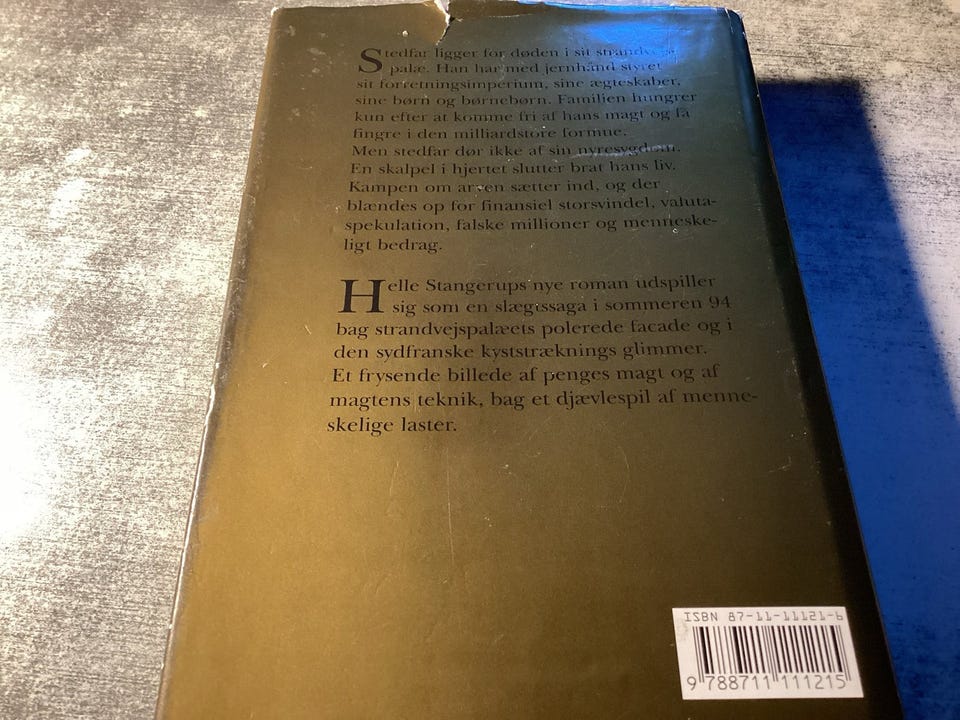 Stedfar ligger for døden i sit strandvejs-
palæ. Han har med jernhånd styret
sit forretningsimperium, sine ægteskaber,
sine børn og børnebørn. Familien hungrer
kun efter at komme fri af hans magt og få
fingre i den milliardstore formue.
Men stedfar dør ikke af sin nyresygdom.
En skalpel i hjertet slutter brat hans liv.
Kampen om arven sætter ind, og der
blændes op for finansiel storsvindel, valuta-
spekulation, falske millioner og menneske-
ligt bedrag.
Helle Stangerups nye roman udspiller
sig som en slægtssaga i sommeren 94
bag strandvejspalæets polerede facade og i
den sydfranske kyststræknings glimmer.
Et frysende billede af penges magt og af
magtens teknik, bag et djævlespil af menne-
skelige laster.
ISBN 87-11-11121-6
9 788711 111215